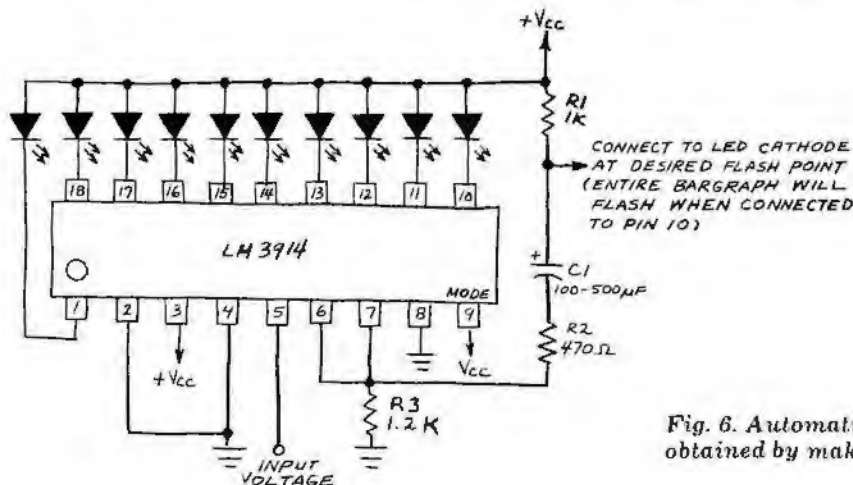 +Vcc
R1
1K
CONNECT TO LED CATHODE
AT DESIRED FLASH POINT
(ENTIRE BARGRAPH WILL
FLASH WHEN CONNECTED
TO PIN 10)
18 17 16 15 14 13 12 11 10
LM3914
MODE
1 2 3 4 5 6 7 8 9
+
C1
100-500µF
R2
470Ω
+Vcc
Vcc
R3
1.2K
INPUT
VOLTAGE
Fig. 6. Automat
obtained by mak